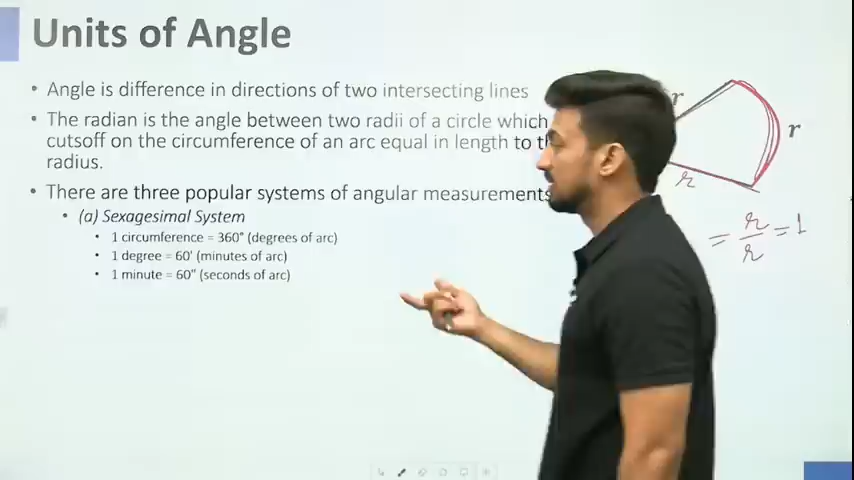 Units of Angle
• Angle is difference in directions of two intersecting lines
• The radian is the angle between two radii of a circle which
cutsoff on the circumference of an arc equal in length to
radius.
• There are three popular systems of angular measurements
• (a) Sexagesimal System
• 1 circumference = 360° (degrees of arc)
• 1 degree = 60' (minutes of arc)
• 1 minute = 60" (seconds of arc)
r
r
r
= r/r = 1